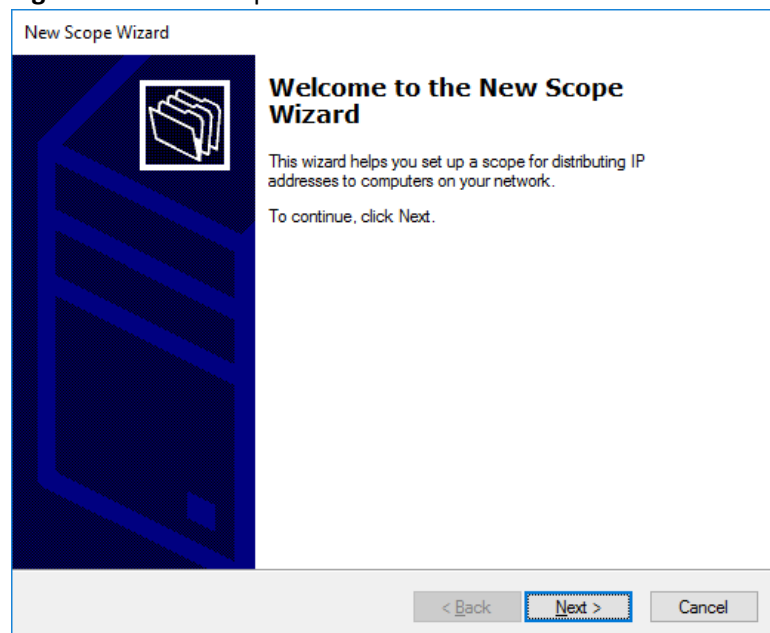 New Scope Wizard
Welcome to the New Scope
Wizard
This wizard helps you set up a scope for distributing IP
addresses to computers on your network.
To continue, click Next.
< Back Next > Cancel